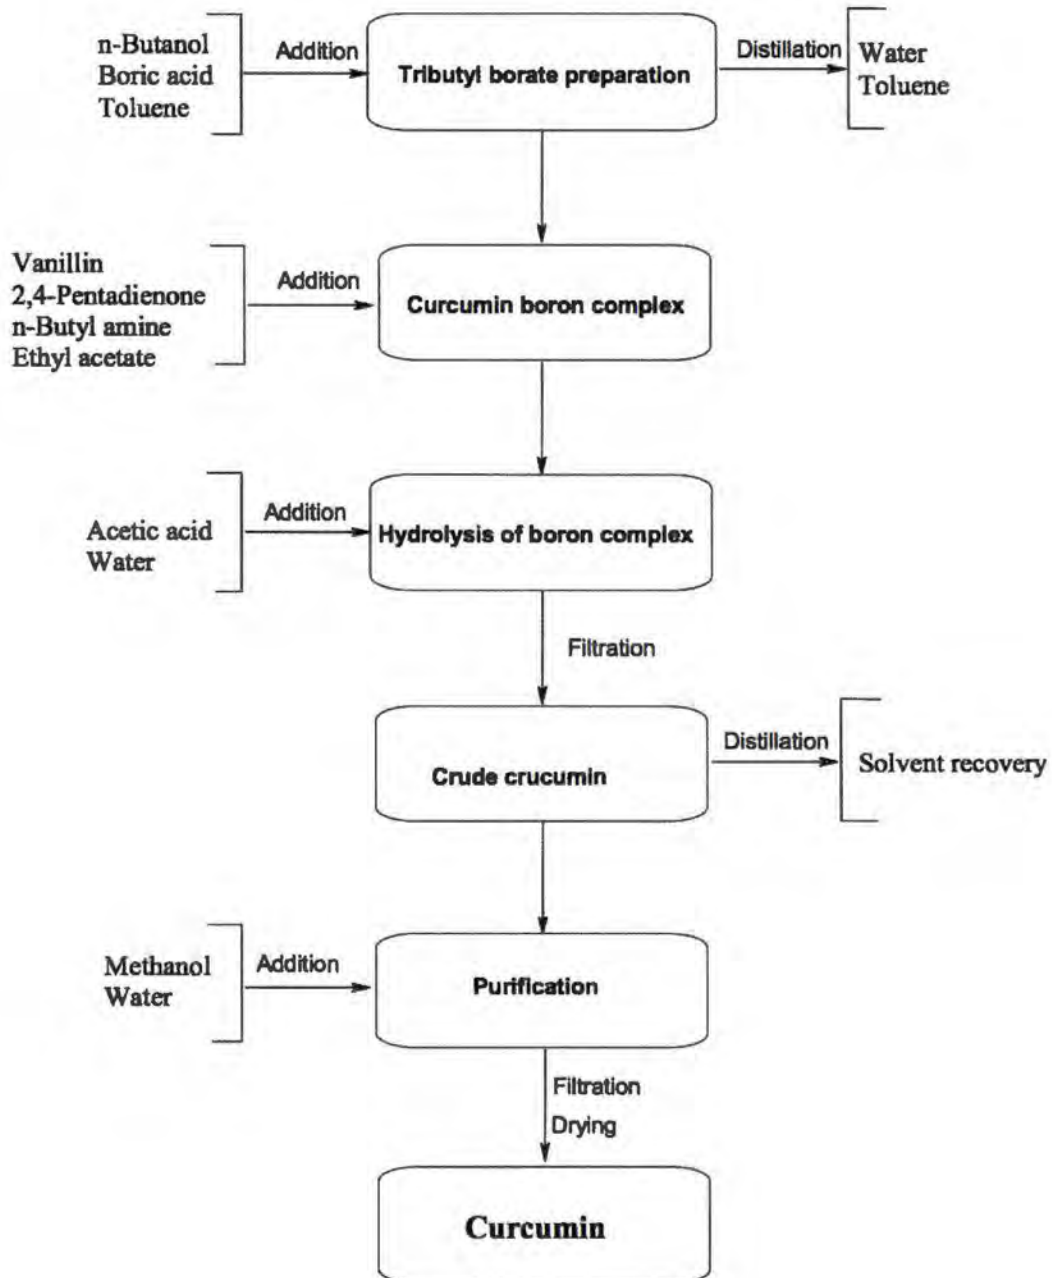 n-Butanol
Boric acid
Toluene
Addition
Tributyl borate preparation
Distillation
Water
Toluene
Vanillin
2,4-Pentadienone
n-Butyl amine
Ethyl acetate
Addition
Curcumin boron complex
Acetic acid
Water
Addition
Hydrolysis of boron complex
Filtration
Crude crucumin
Distillation
Solvent recovery
Methanol
Water
Addition
Purification
Filtration
Drying
Curcumin